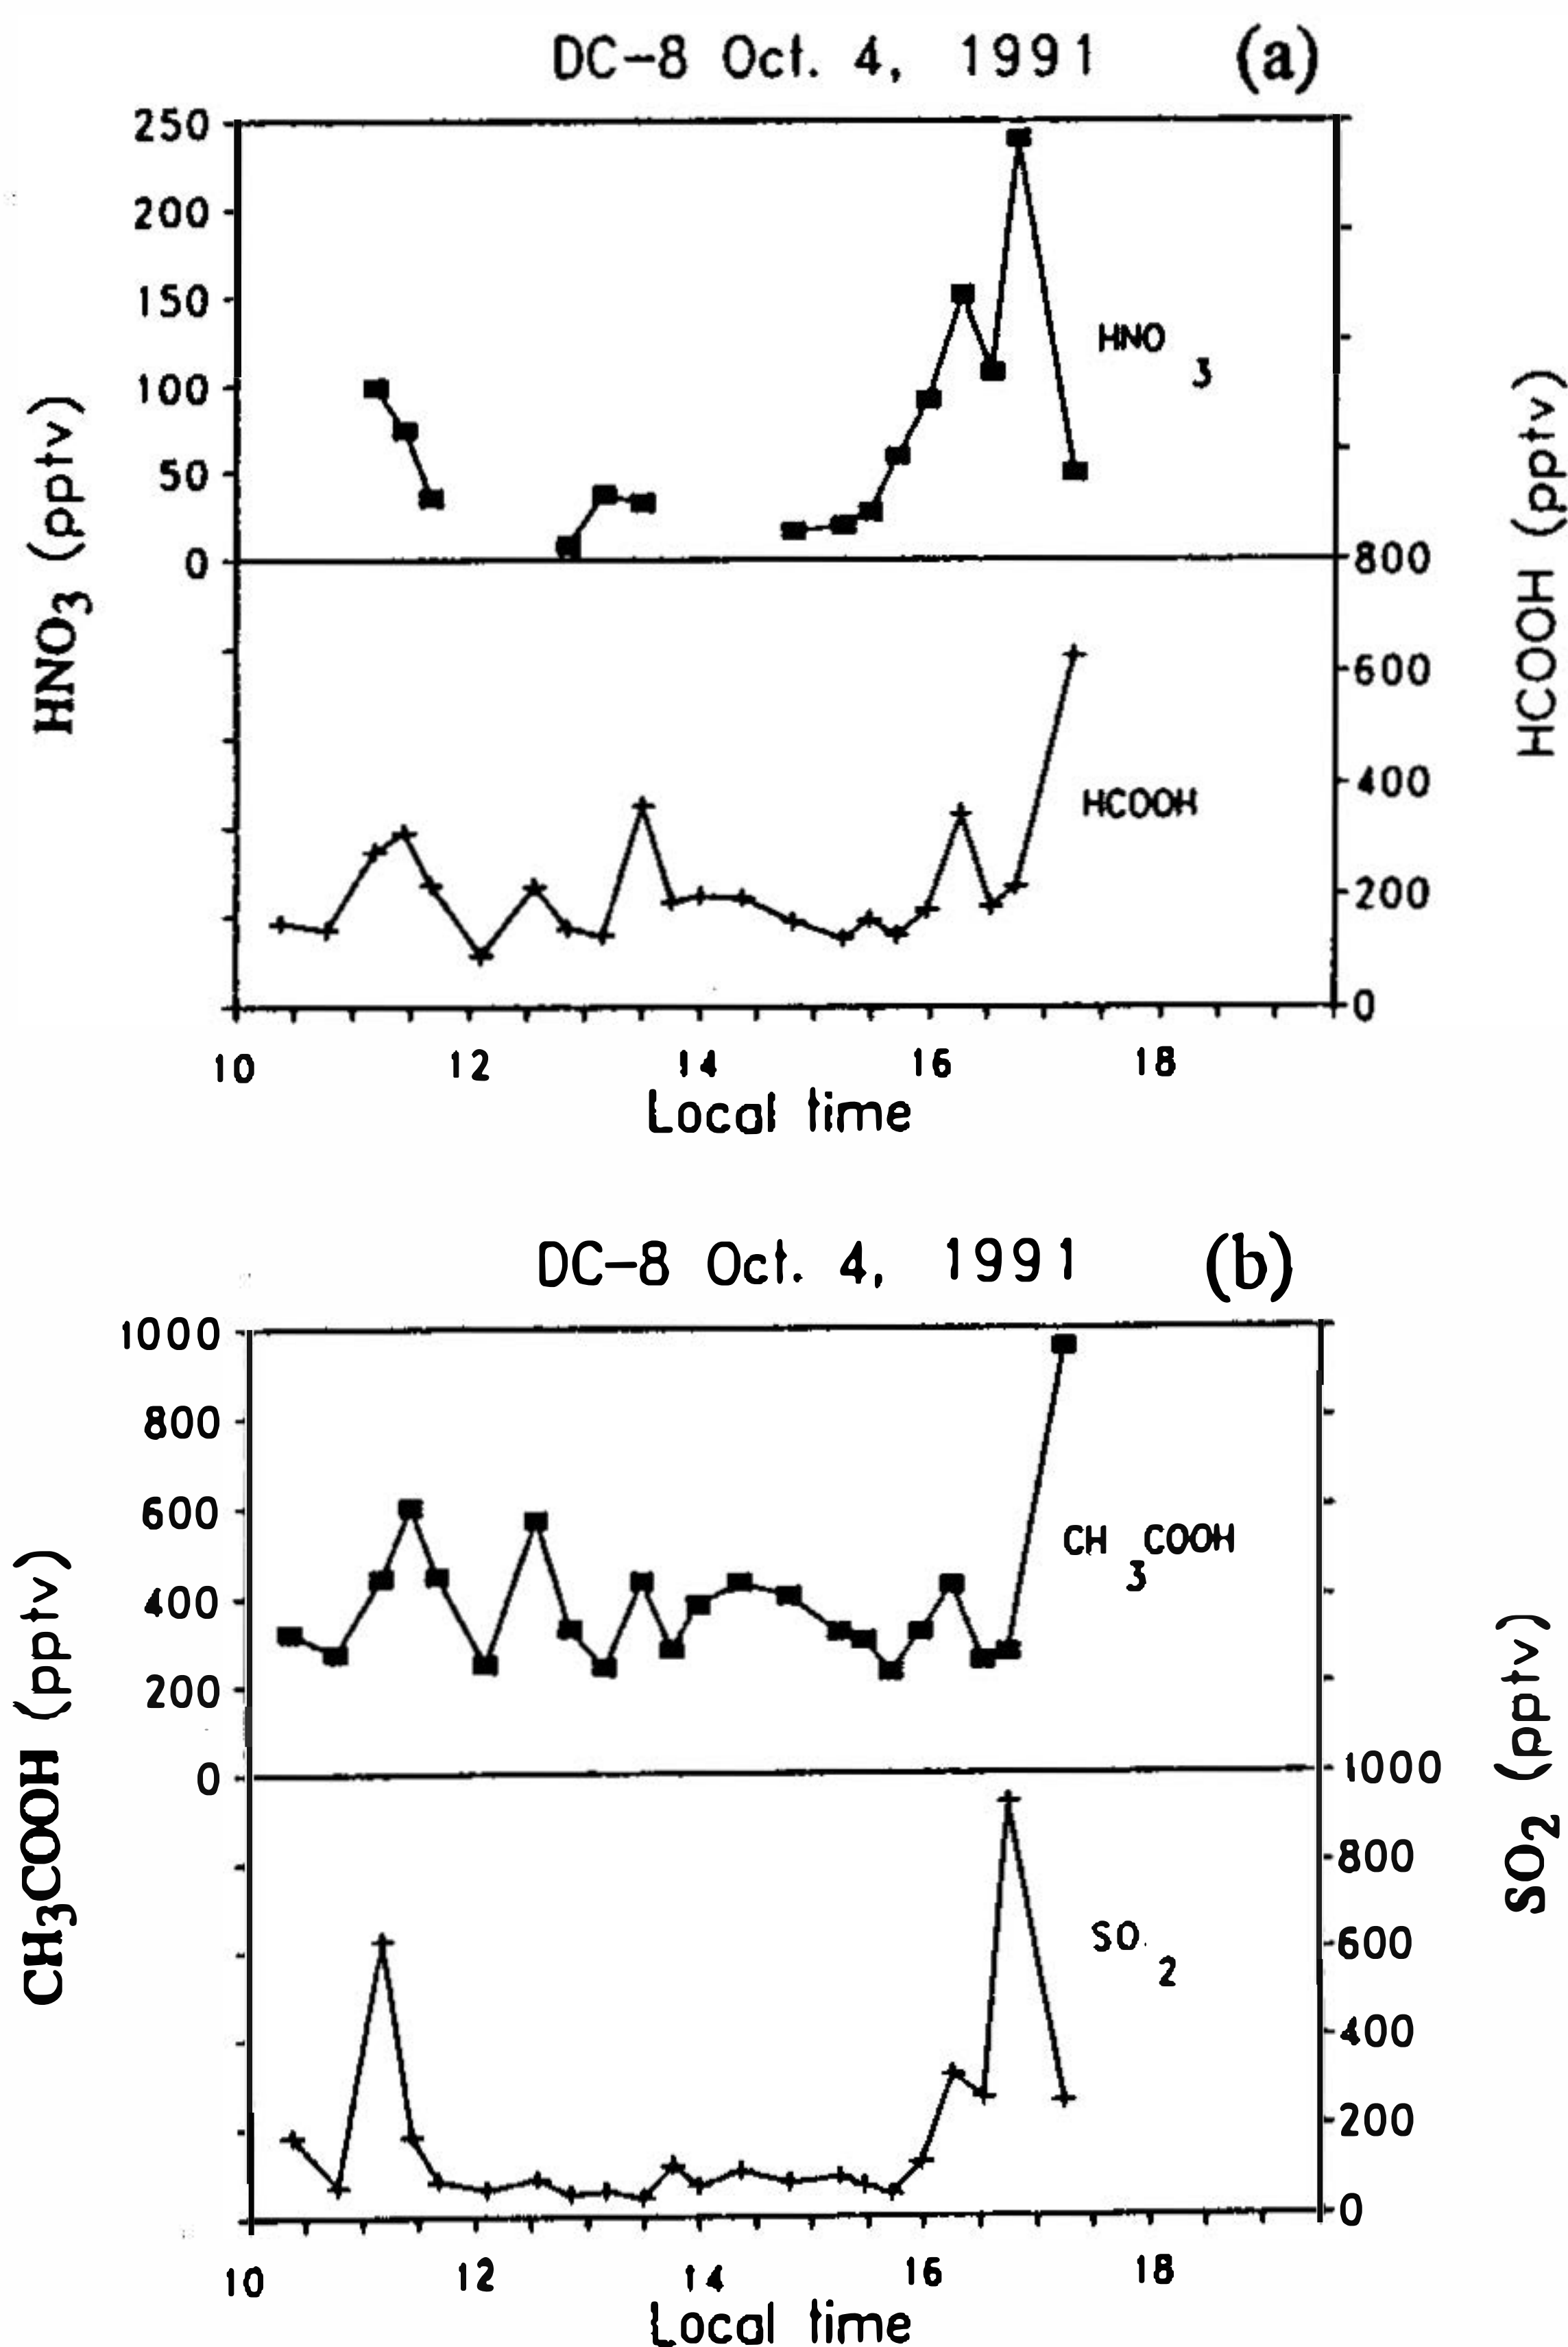 DC-8 Oct. 4, 1991 (a)
250
200
150
100
50
0
HNO3 (pptv)
HNO 3
HCOOH (pptv)
800
600
400
200
0
HCOOH
10 12 14 16 18
Local time
DC-8 Oct. 4, 1991 (b)
1000
800
600
400
200
0
CH3COOH (pptv)
CH 3 COOH
SO2 (pptv)
1000
800
600
400
200
0
SO 2
10 12 14 16 18
Local time